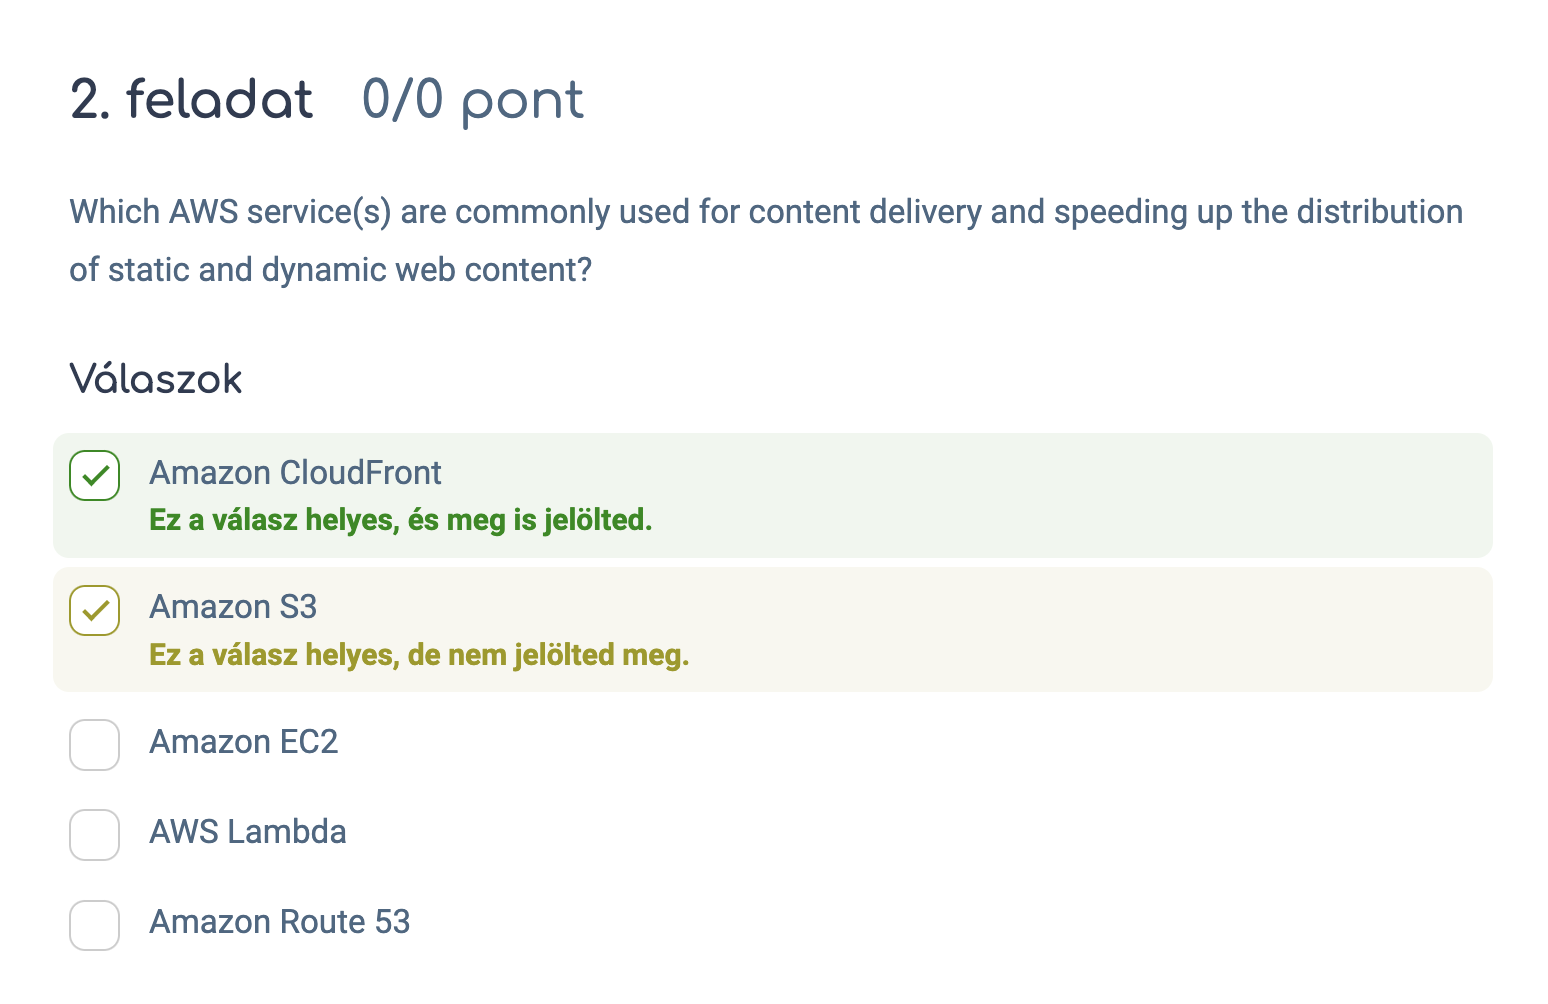 2. feladat 0/0 pont
Which AWS service(s) are commonly used for content delivery and speeding up the distribution
of static and dynamic web content?
Válaszok
Amazon CloudFront
Ez a válasz helyes, és meg is jelölted.
Amazon S3
Ez a válasz helyes, de nem jelölted meg.
Amazon EC2
AWS Lambda
Amazon Route 53